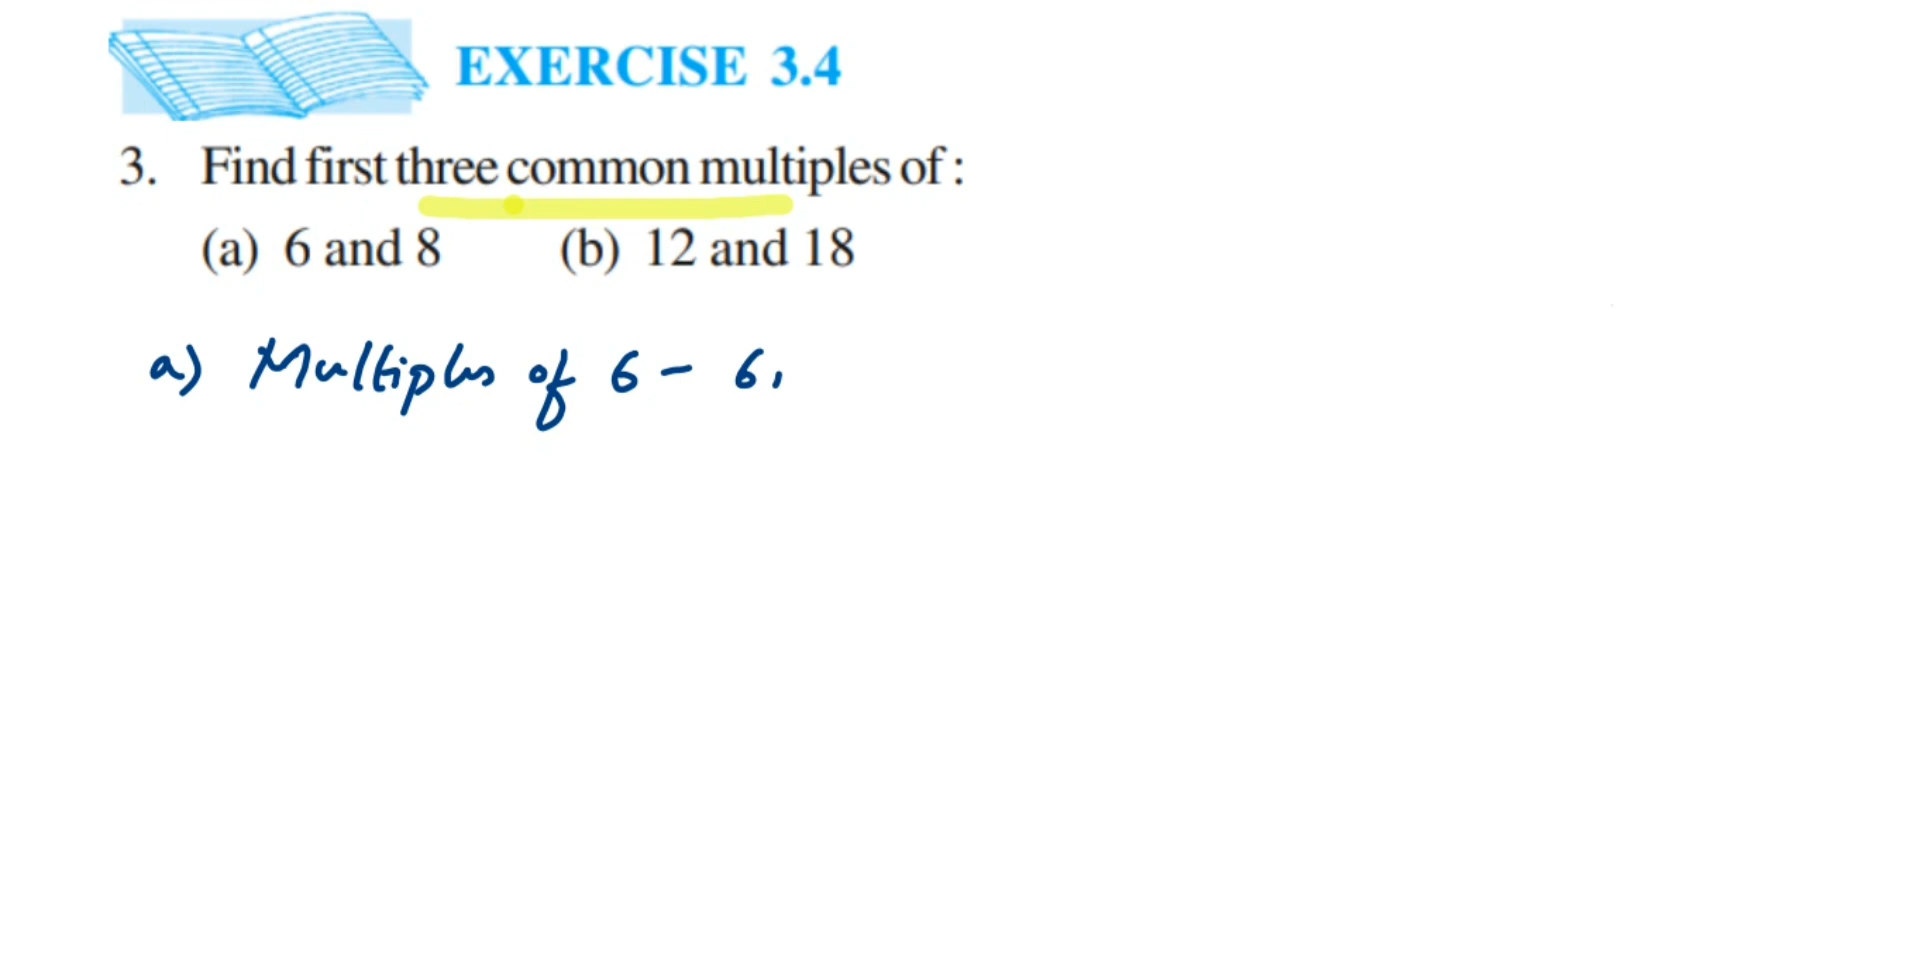 EXERCISE 3.4
3. Find first three common multiples of :
(a) 6 and 8 (b) 12 and 18
a) Multiples of 6 - 6,